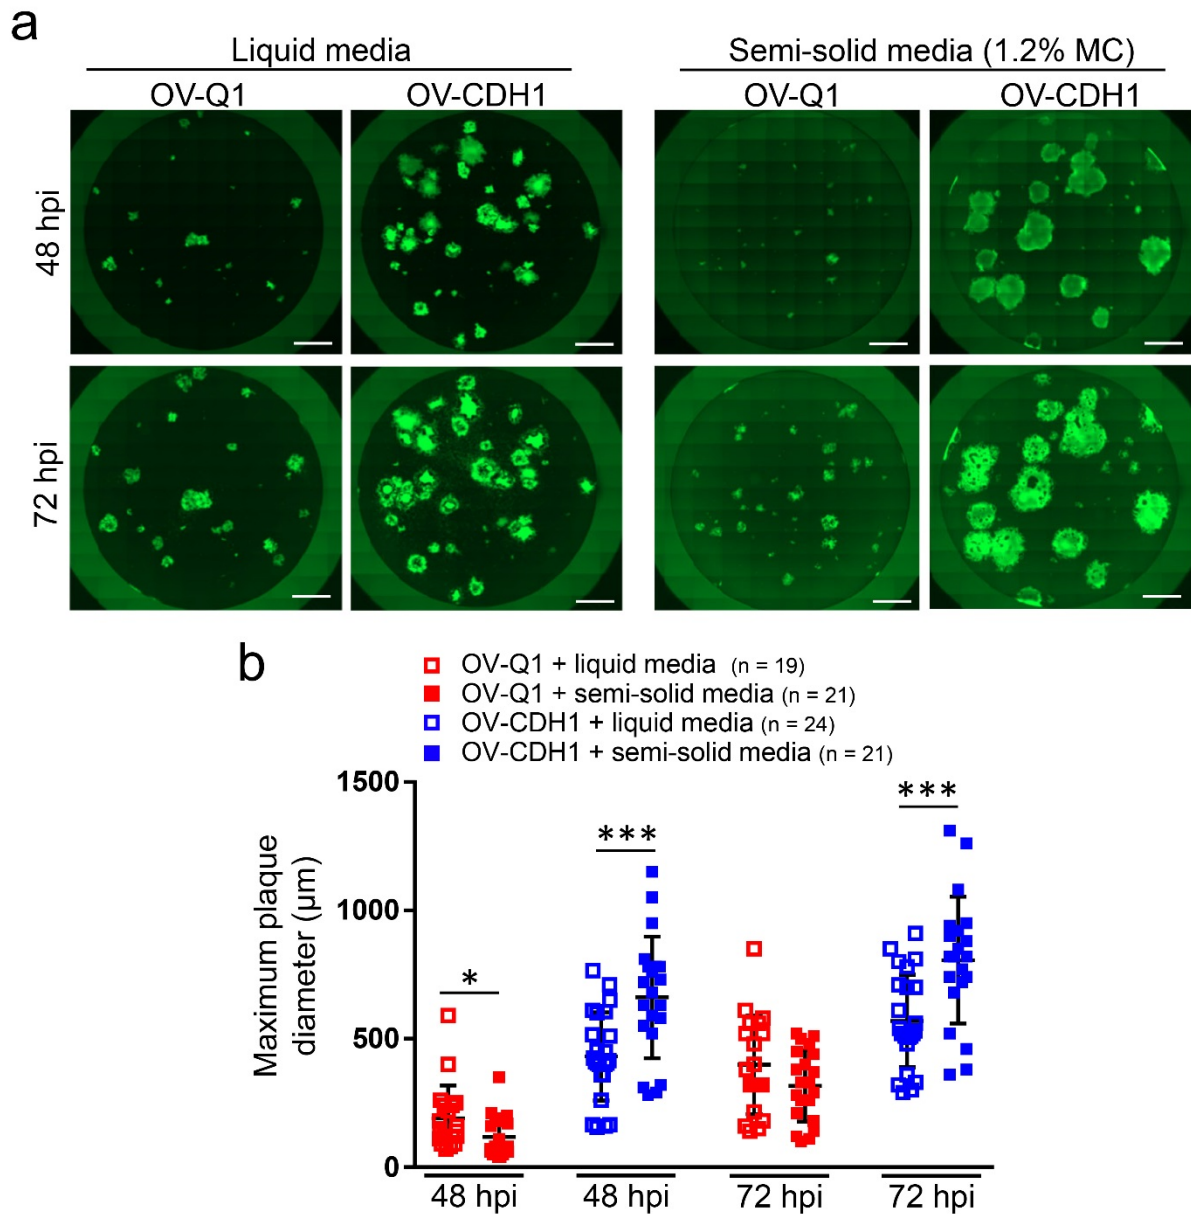 a
Liquid media
Semi-solid media (1.2% MC)
OV-Q1
OV-CDH1
OV-Q1
OV-CDH1
48 hpi
72 hpi
b
OV-Q1 + liquid media (n = 19)
OV-Q1 + semi-solid media (n = 21)
OV-CDH1 + liquid media (n = 24)
OV-CDH1 + semi-solid media (n = 21)
Maximum plaque
diameter (µm)
1500
1000
500
0
*
***
***
48 hpi
48 hpi
72 hpi
72 hpi